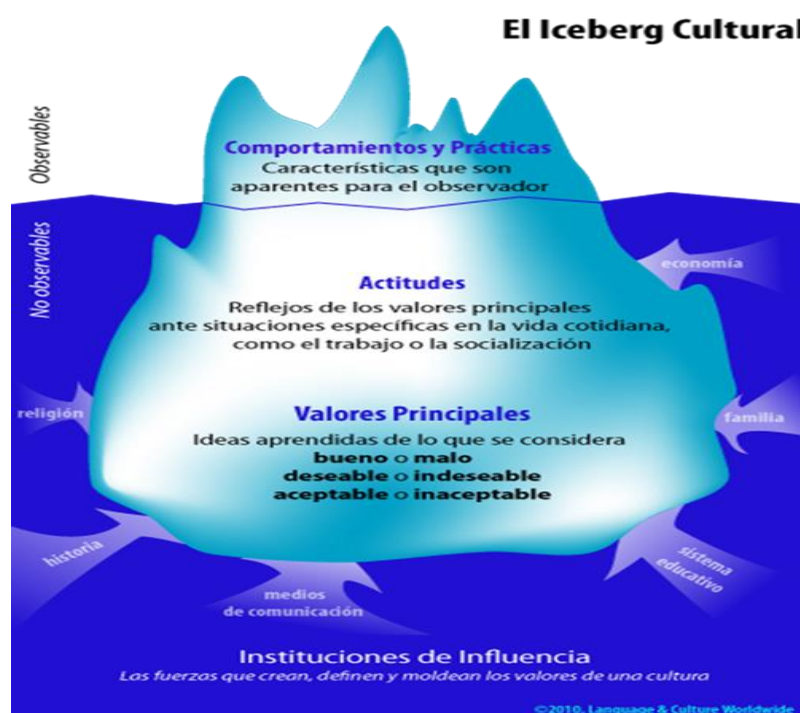 El Iceberg Cultural
Observables
Comportamientos y Prácticas
Características que son
aparentes para el observador
No observables
economía
Actitudes
Reflejos de los valores principales
ante situaciones específicas en la vida cotidiana,
como el trabajo o la socialización
religión
familia
Valores Principales
Ideas aprendidas de lo que se considera
bueno o malo
deseable o indeseable
aceptable o inaceptable
historia
sistema
educativo
medios
de comunicación
Instituciones de Influencia
Las fuerzas que crean, definen y moldean los valores de una cultura
©2010, Language & Culture Worldwide